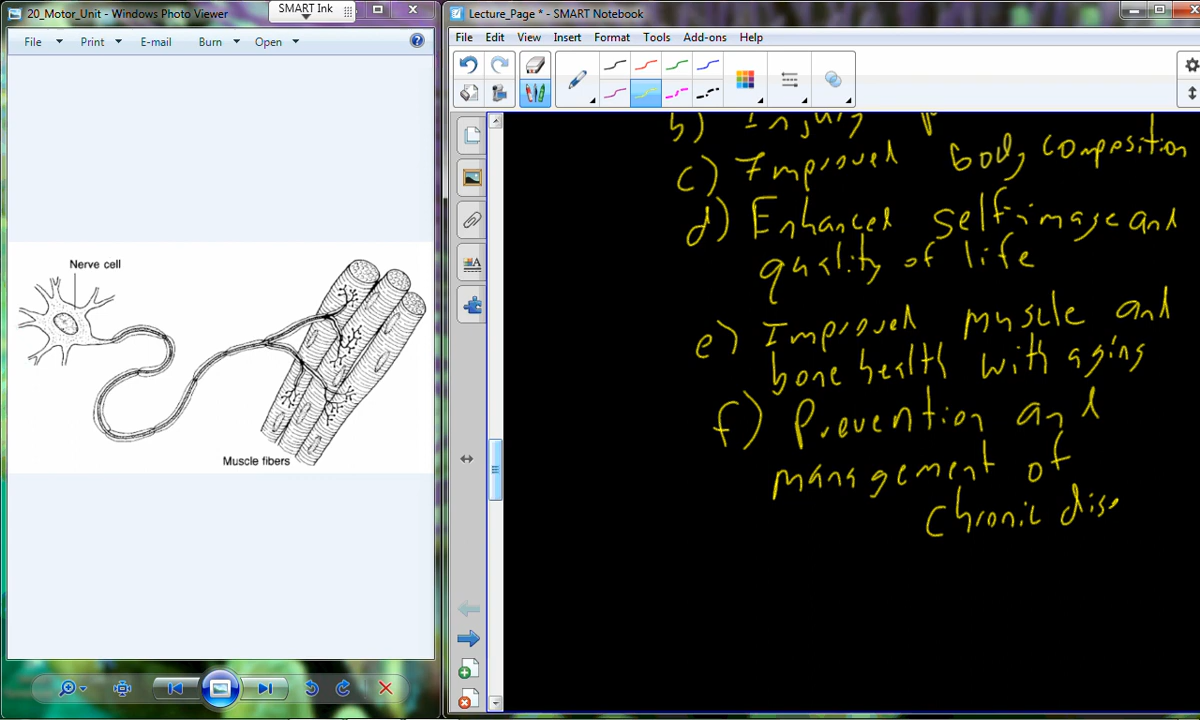 20_Motor_Unit - Windows Photo Viewer
SMART Ink
File Print E-mail Burn Open
Nerve cell
Muscle fibers
Lecture_Page * - SMART Notebook
File Edit View Insert Format Tools Add-ons Help
b) Injury
c) Improved body composition
d) Enhanced self-image and
quality of life
e) Improved muscle and
bone health with aging
f) Prevention and
management of
chronic dise